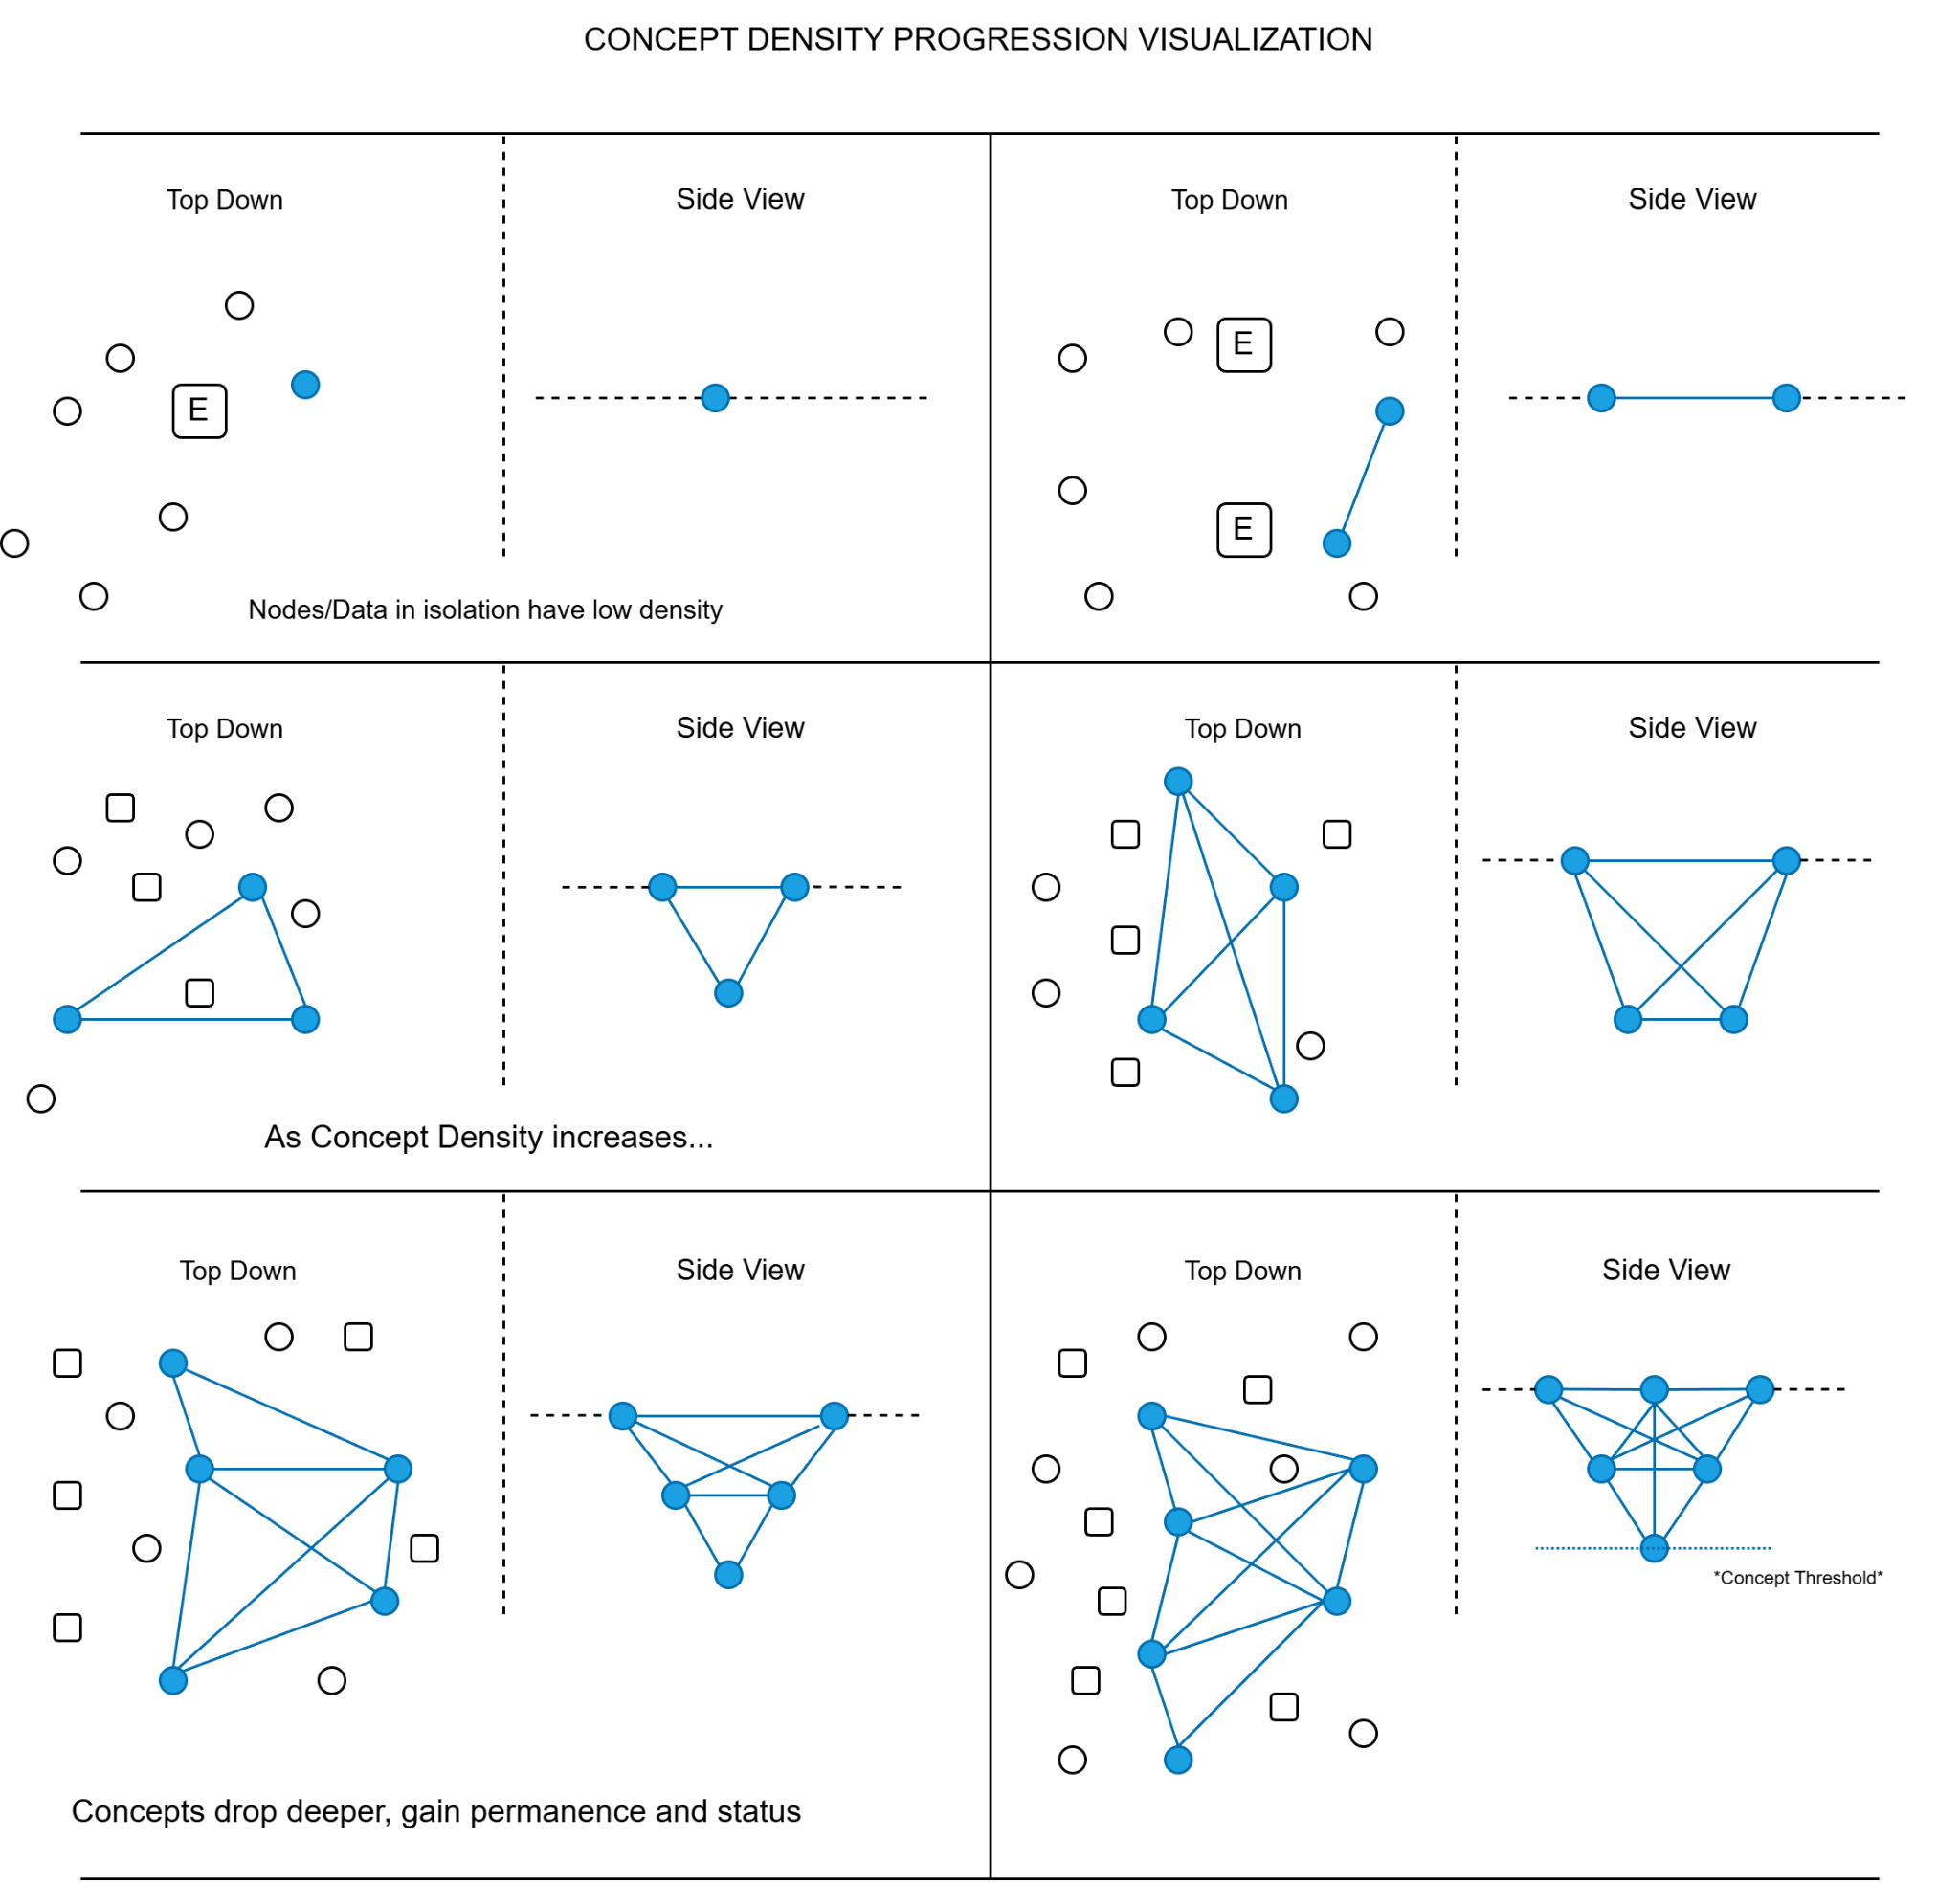 CONCEPT DENSITY PROGRESSION VISUALIZATION
Top Down
Side View
E
Nodes/Data in isolation have low density
Top Down
Side View
E
E
Top Down
Side View
As Concept Density increases...
Top Down
Side View
Top Down
Side View
Concepts drop deeper, gain permanence and status
Top Down
Side View
*Concept Threshold*